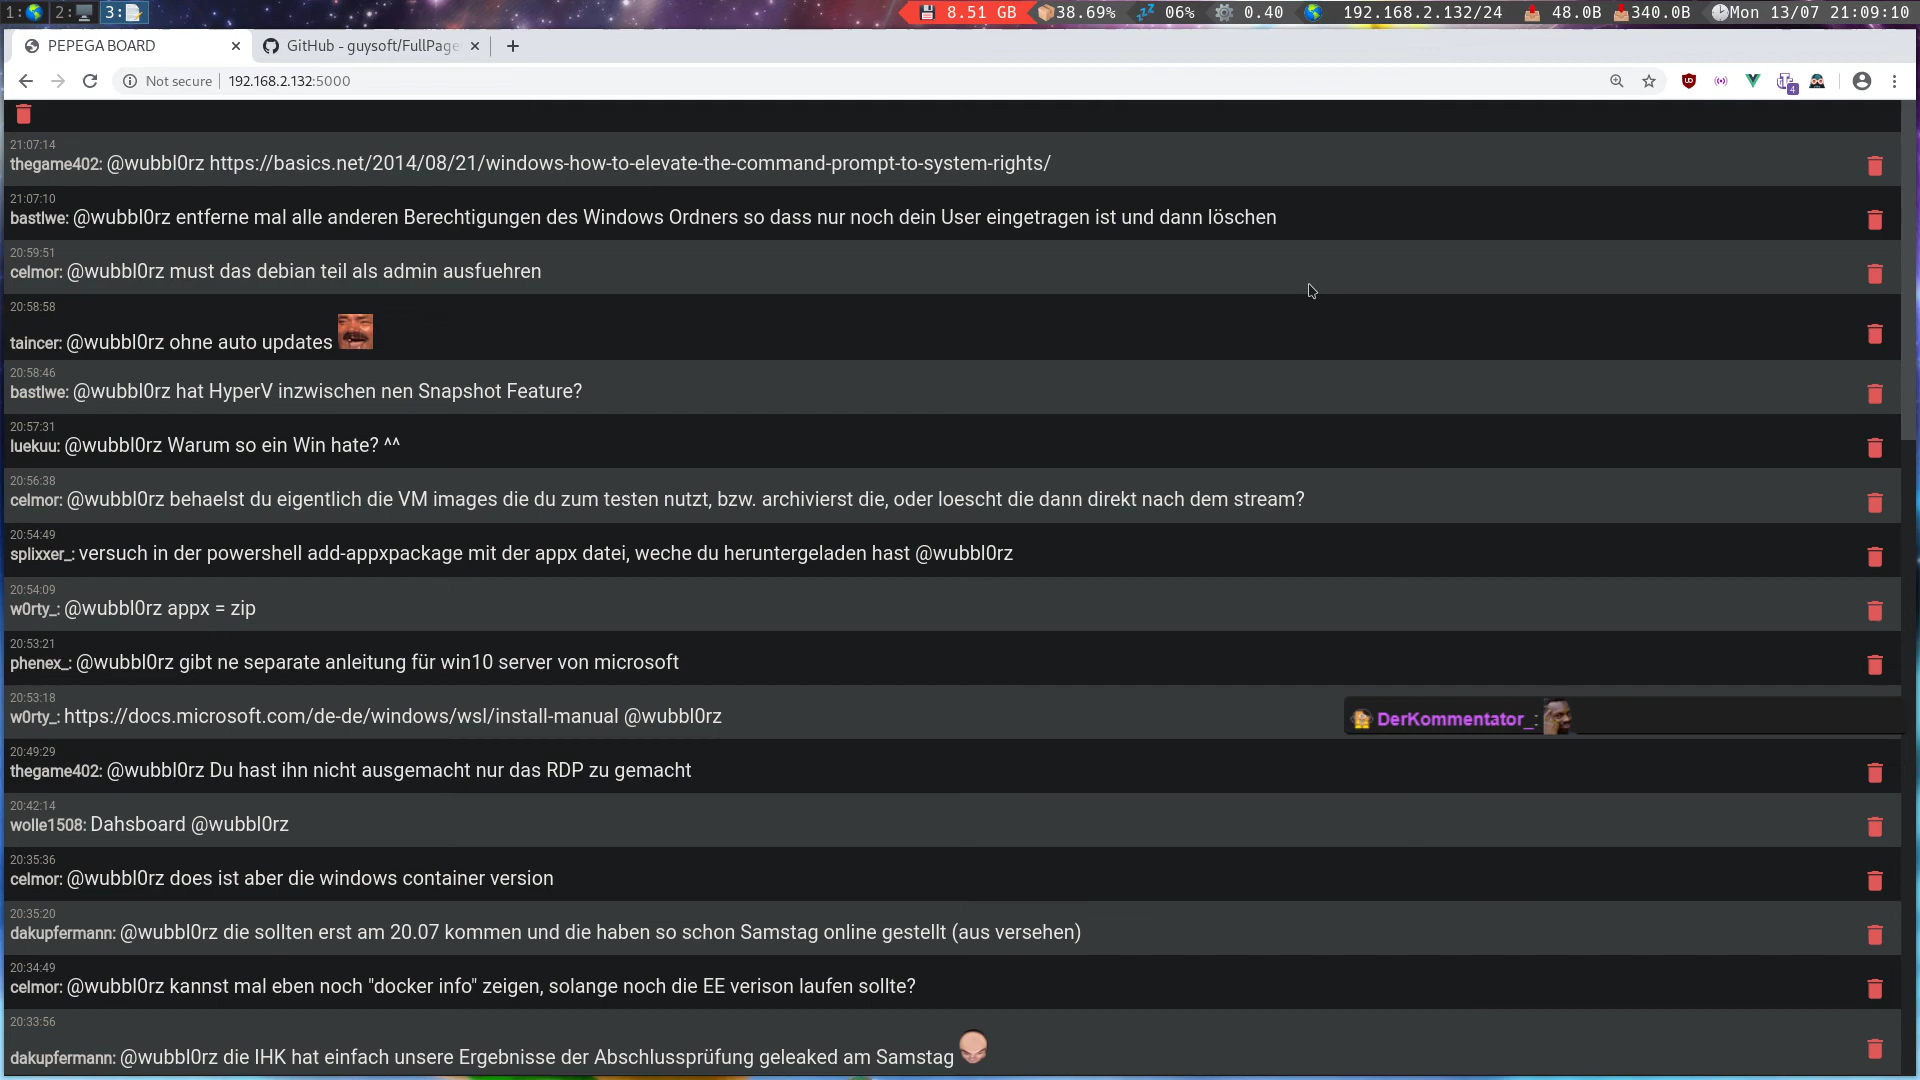 1: 2: 3: 8.51 GB 38.69% 06% 0.40 192.168.2.132/24 48.0B 340.0B Mon 13/07 21:09:10
PEPEGA BOARD GitHub - guysoft/FullPage
Not secure 192.168.2.132:5000
21:07:14
thegame402: @wubbl0rz https://basics.net/2014/08/21/windows-how-to-elevate-the-command-prompt-to-system-rights/
21:07:10
bastlwe: @wubbl0rz entferne mal alle anderen Berechtigungen des Windows Ordners so dass nur noch dein User eingetragen ist und dann löschen
20:59:51
celmor: @wubbl0rz must das debian teil als admin ausfuehren
20:58:58
taincer: @wubbl0rz ohne auto updates
20:58:46
bastlwe: @wubbl0rz hat HyperV inzwischen nen Snapshot Feature?
20:57:31
luekuu: @wubbl0rz Warum so ein Win hate? ^^
20:56:38
celmor: @wubbl0rz behaelst du eigentlich die VM images die du zum testen nutzt, bzw. archivierst die, oder loescht die dann direkt nach dem stream?
20:54:49
splixxer_: versuch in der powershell add-appxpackage mit der appx datei, weche du heruntergeladen hast @wubbl0rz
20:54:09
w0rty_: @wubbl0rz appx = zip
20:53:21
phenex_: @wubbl0rz gibt ne separate anleitung für win10 server von microsoft
20:53:18
w0rty_: https://docs.microsoft.com/de-de/windows/wsl/install-manual @wubbl0rz
DerKommentator_:
20:49:29
thegame402: @wubbl0rz Du hast ihn nicht ausgemacht nur das RDP zu gemacht
20:42:14
wolle1508: Dahsboard @wubbl0rz
20:35:36
celmor: @wubbl0rz does ist aber die windows container version
20:35:20
dakupfermann: @wubbl0rz die sollten erst am 20.07 kommen und die haben so schon Samstag online gestellt (aus versehen)
20:34:49
celmor: @wubbl0rz kannst mal eben noch "docker info" zeigen, solange noch die EE verison laufen sollte?
20:33:56
dakupfermann: @wubbl0rz die IHK hat einfach unsere Ergebnisse der Abschlussprüfung geleaked am Samstag